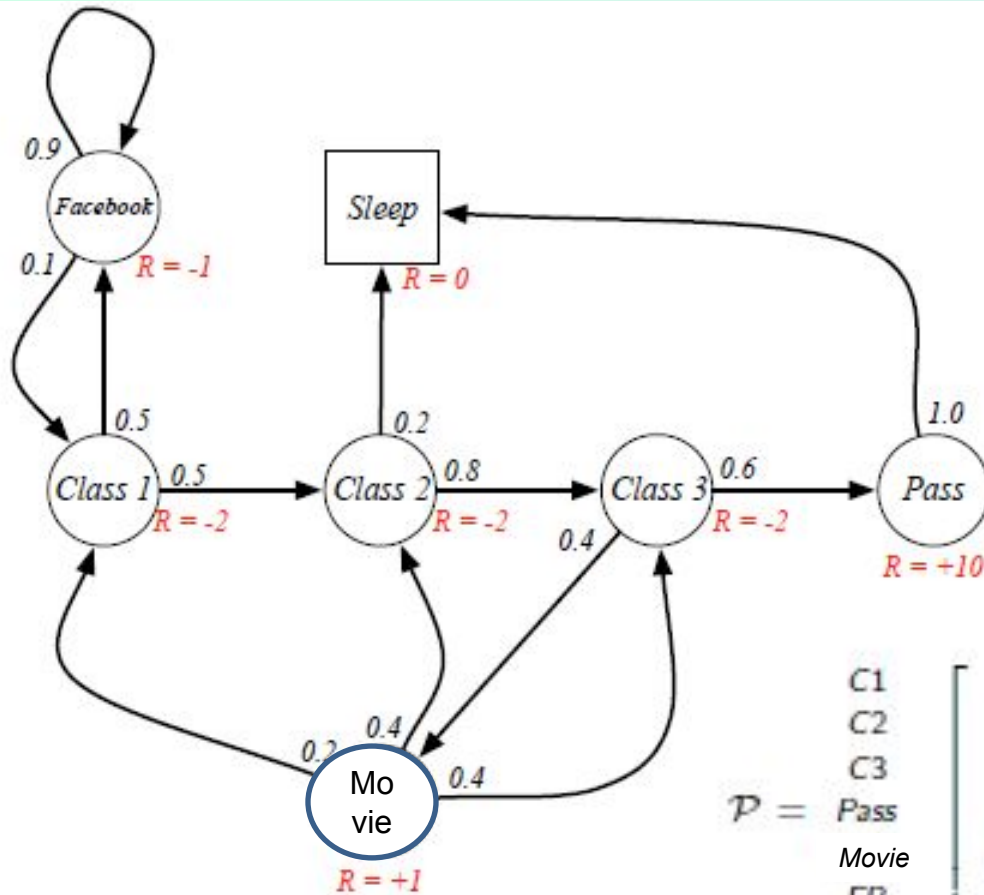 0.9
Facebook
Sleep
0.1
R = -1
R = 0
0.5
0.2
1.0
Class 1
0.5
Class 2
0.8
Class 3
0.6
Pass
R = -2
R = -2
R = -2
0.4
R = +10
C1
C2
C3
0.4
0.2
Mo
vie
0.4
P = Pass
Movie
R = +1